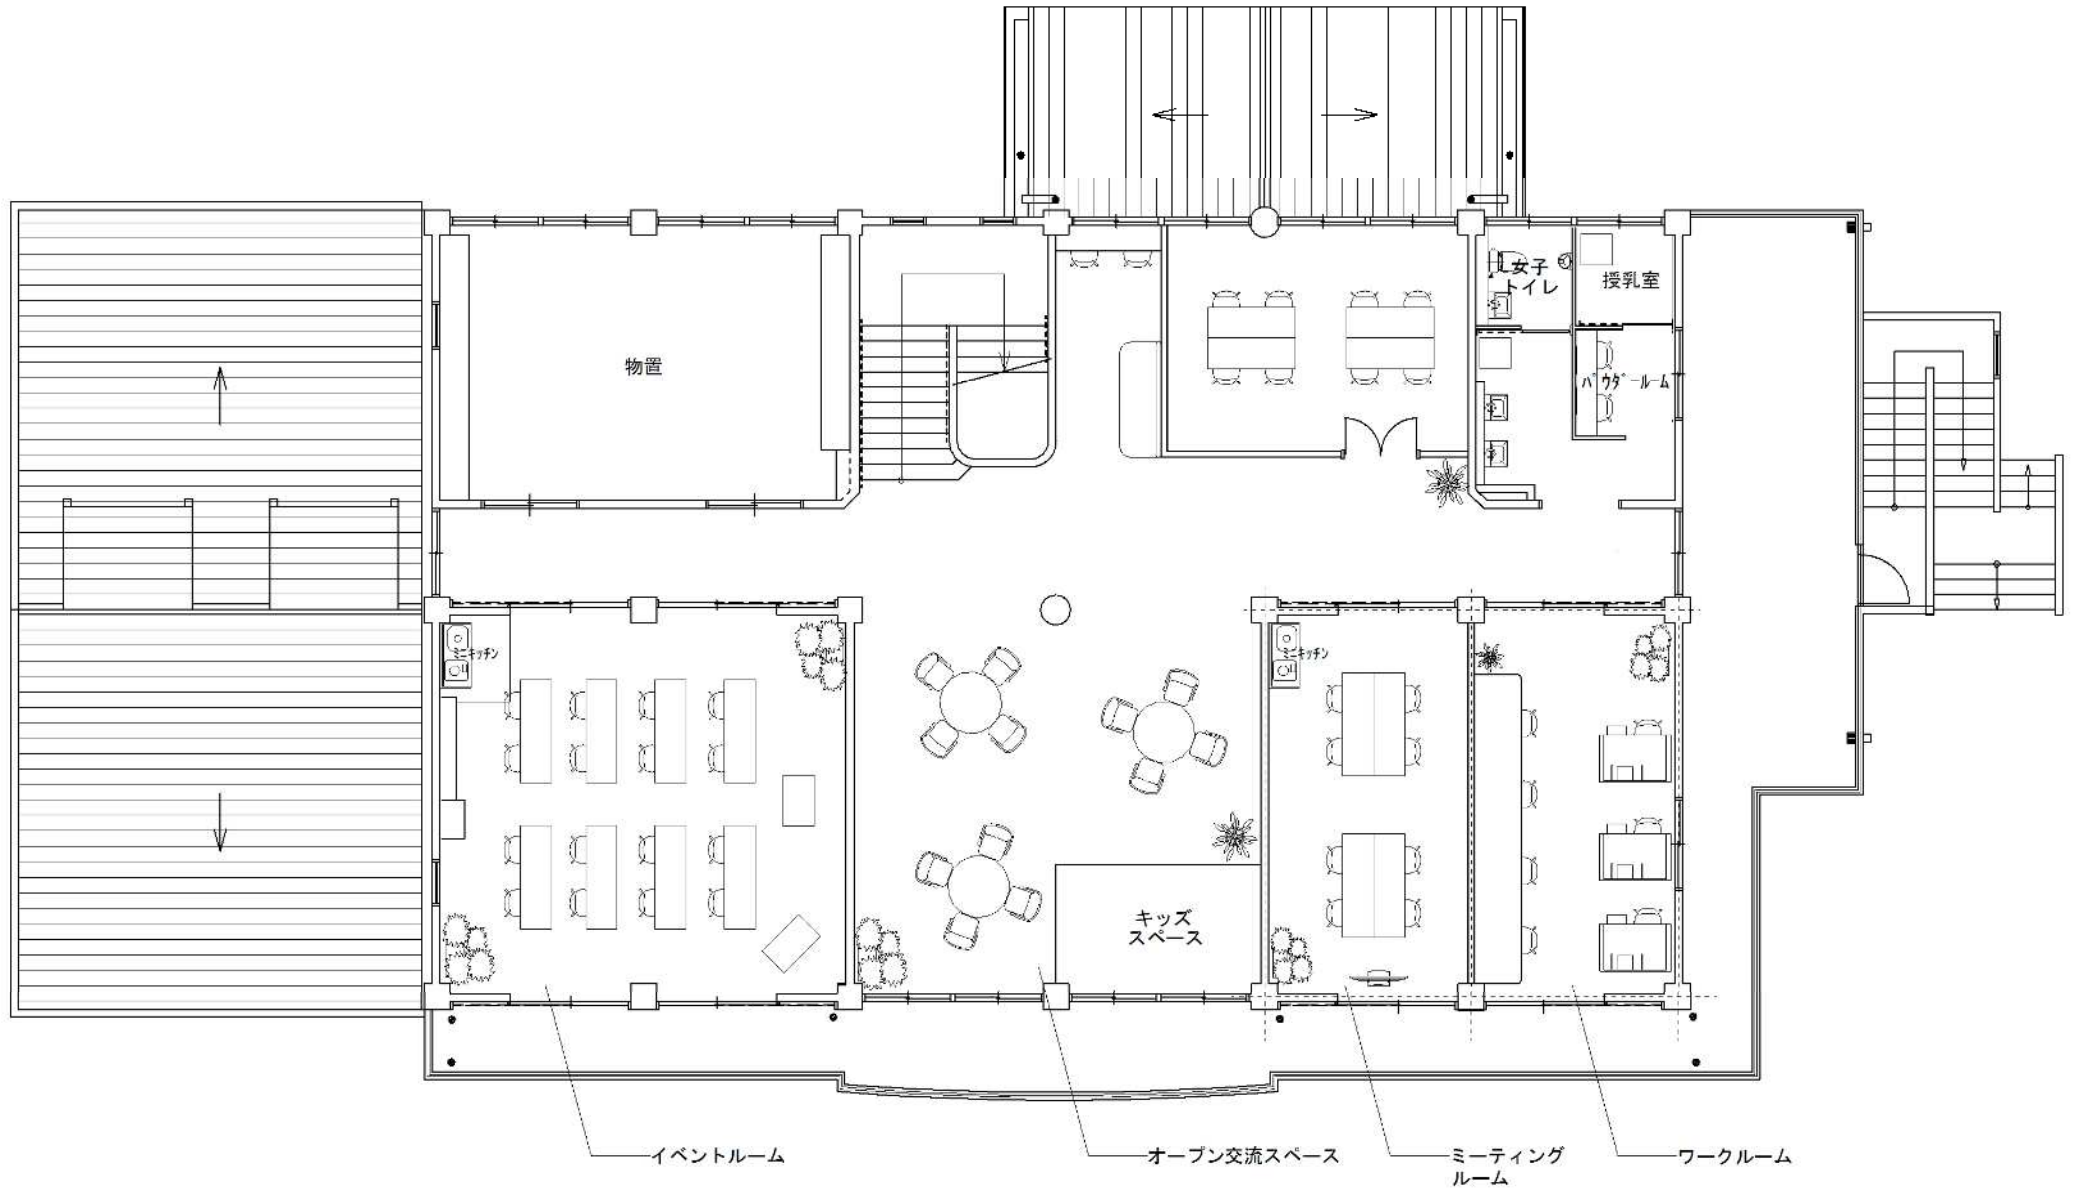 女子
トイレ
授乳室
物置
パウダールーム
ミニキッチン
ミニキッチン
キッズ
スペース
イベントルーム
オープン交流スペース
ミーティング
ルーム
ワークルーム